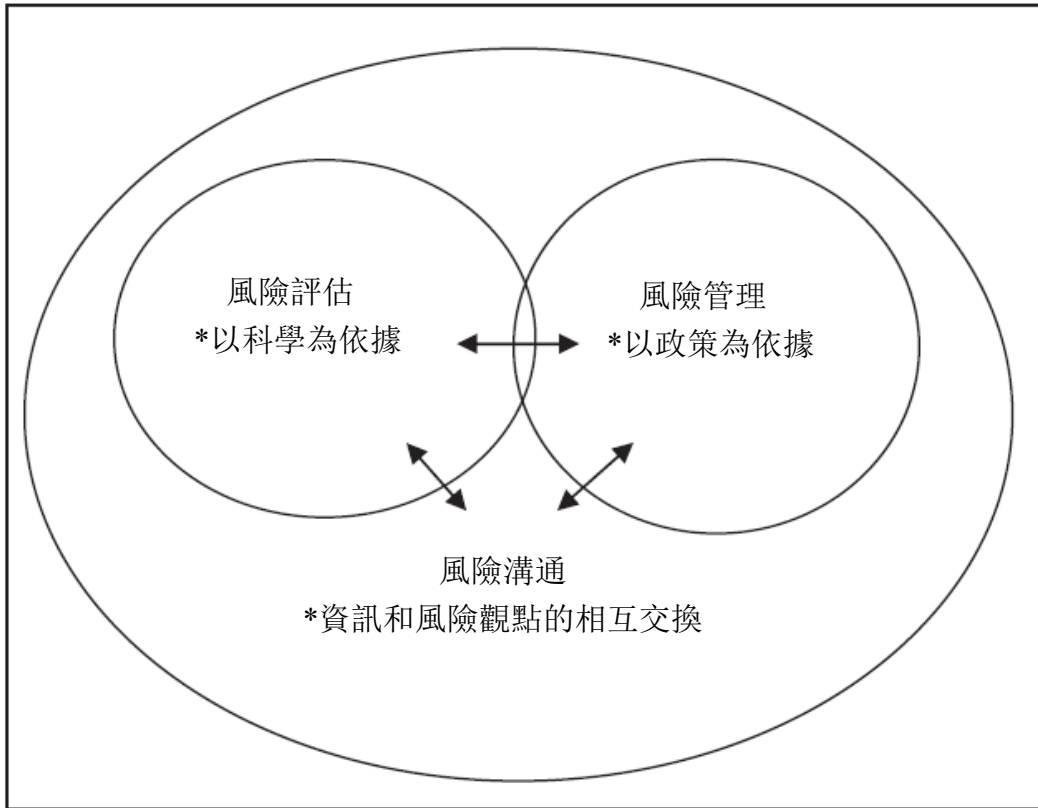 風險評估
*以科學為依據
風險管理
*以政策為依據
風險溝通
*資訊和風險觀點的相互交換